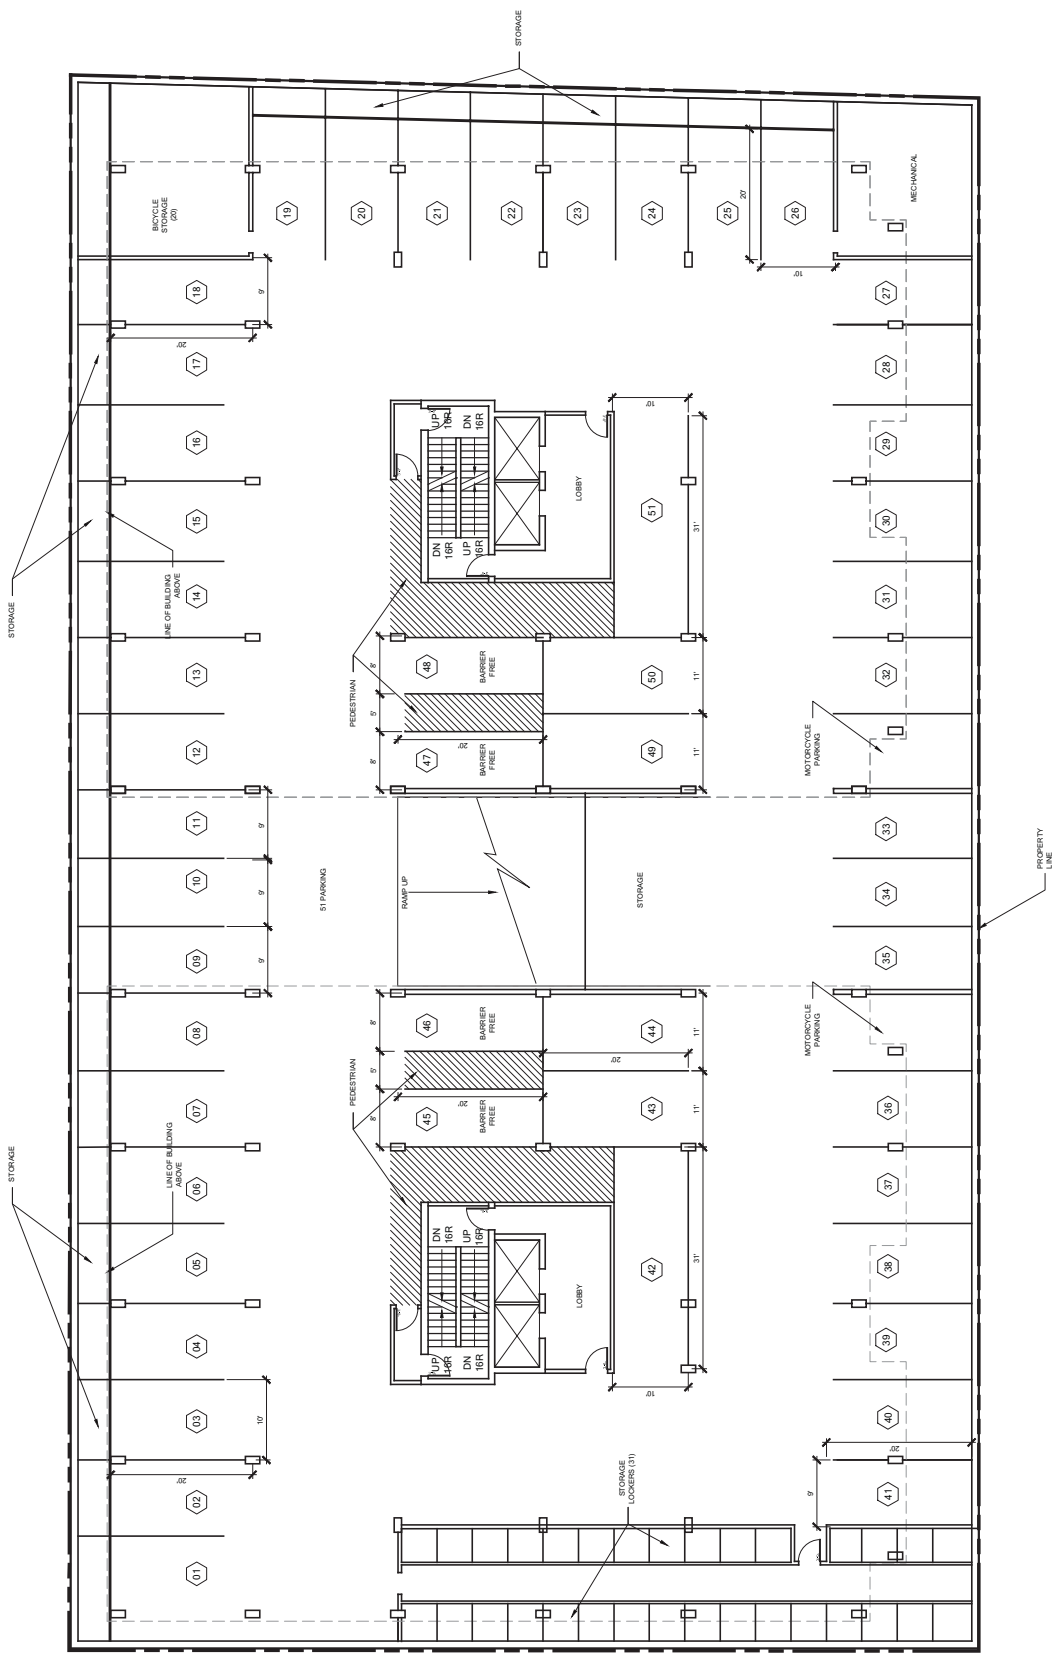 STORAGE
STORAGE
LINE OF BUILDING
ABOVE
LINE OF BUILDING
ABOVE
BICYCLE
STORAGE
(20)
20'
20'
01
02
03
04
05
06
07
08
09
10
11
12
13
14
15
16
17
18
10'
9'
9'
9'
9'
19
20
21
22
23
24
25
26
20'
10'
STORAGE
51 PARKING
PEDESTRIAN
PEDESTRIAN
8'
5'
8'
8'
5'
8'
RAMP UP
45
46
47
48
BARRIER
FREE
BARRIER
FREE
BARRIER
FREE
BARRIER
FREE
20'
20'
UP
16R
DN
16R
DN
16R
UP
16R
DN
16R
UP
16R
UP
16R
DN
16R
LOBBY
LOBBY
STORAGE
STORAGE
LOCKERS (31)
42
43
44
49
50
51
10'
20'
10'
31'
11'
11'
11'
11'
31'
MOTORCYCLE
PARKING
MOTORCYCLE
PARKING
9'
20'
41
40
39
38
37
36
35
34
33
32
31
30
29
28
27
MECHANICAL
PROPERTY
LINE